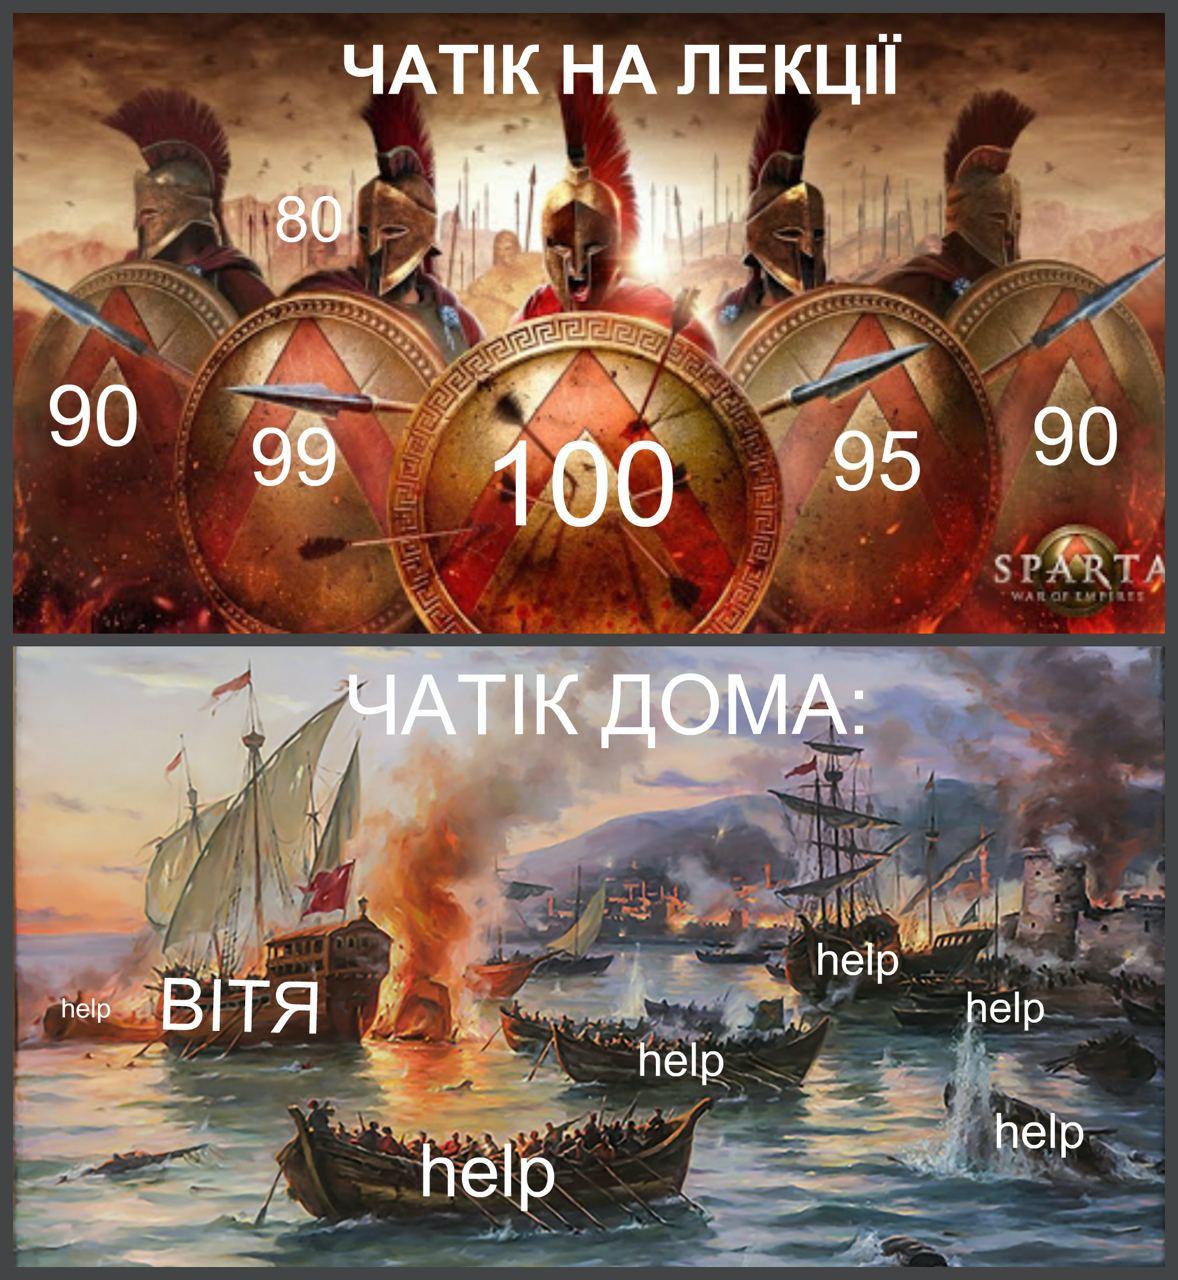 ЧАТІК НА ЛЕКЦІЇ
80
90
99
100
95
90
SPARTA
WAR OF EMPIRES
ЧАТІК ДОМА:
help
ВІТЯ
help
help
help
help
help